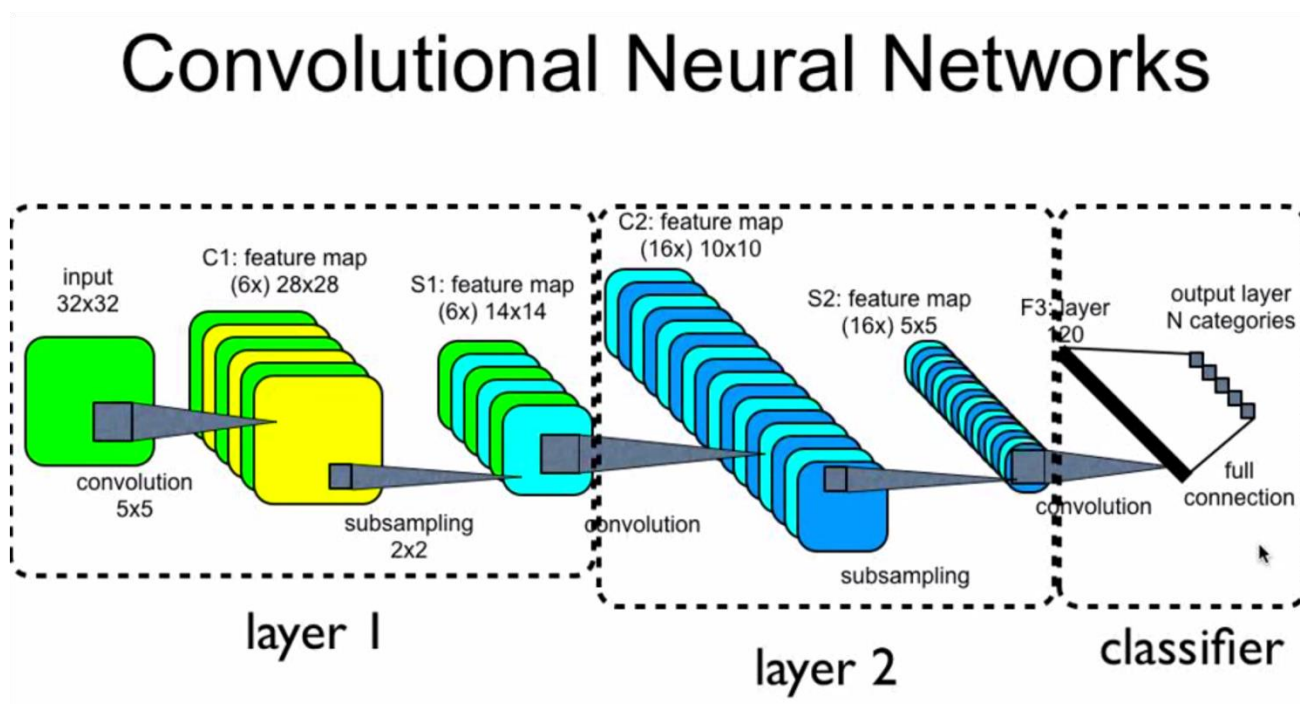 Convolutional Neural Networks
input
32x32
C1: feature map
(6x) 28x28
S1: feature map
(6x) 14x14
C2: feature map
(16x) 10x10
S2: feature map
(16x) 5x5
F3: layer
120
output layer
N categories
convolution
5x5
subsampling
2x2
convolution
subsampling
convolution
full
connection
layer 1
layer 2
classifier